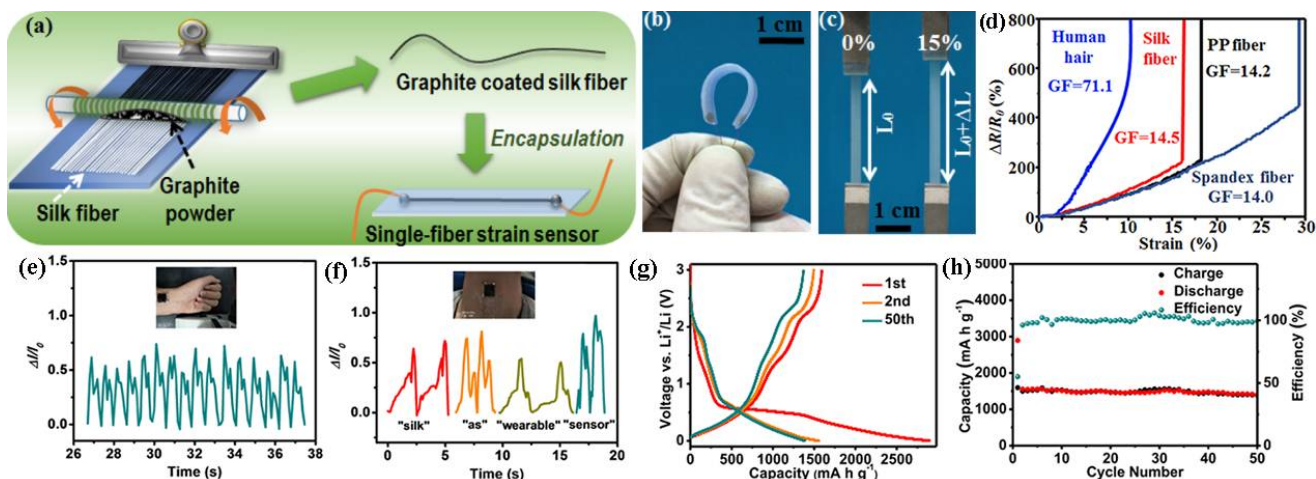 (a)
Graphite coated silk fiber
Encapsulation
Graphite
powder
Silk fiber
Single-fiber strain sensor
(b)
1 cm
(c)
0%
15%
L0
L0+ΔL
1 cm
(d)
800
600
400
200
0
ΔR/R0 (%)
Human
hair
GF=71.1
Silk
fiber
GF=14.5
PP fiber
GF=14.2
Spandex fiber
GF=14.0
0 5 10 15 20 25 30
Strain (%)
(e)
1.5
1.0
0.5
0.0
ΔI/I0
26 28 30 32 34 36 38
Time (s)
(f)
1.5
1.0
0.5
0.0
ΔI/I0
"silk" "as" "wearable" "sensor"
0 5 10 15 20
Time (s)
(g)
3
2
1
0
Voltage vs. Li+/Li (V)
1st
2nd
50th
0 500 1000 1500 2000 2500
Capacity (mA h g-1)
(h)
5000
4000
3000
2000
1000
0
Capacity (mA h g-1)
Charge
Discharge
Efficiency
100
50
0
Efficiency (%)
0 10 20 30 40 50
Cycle Number